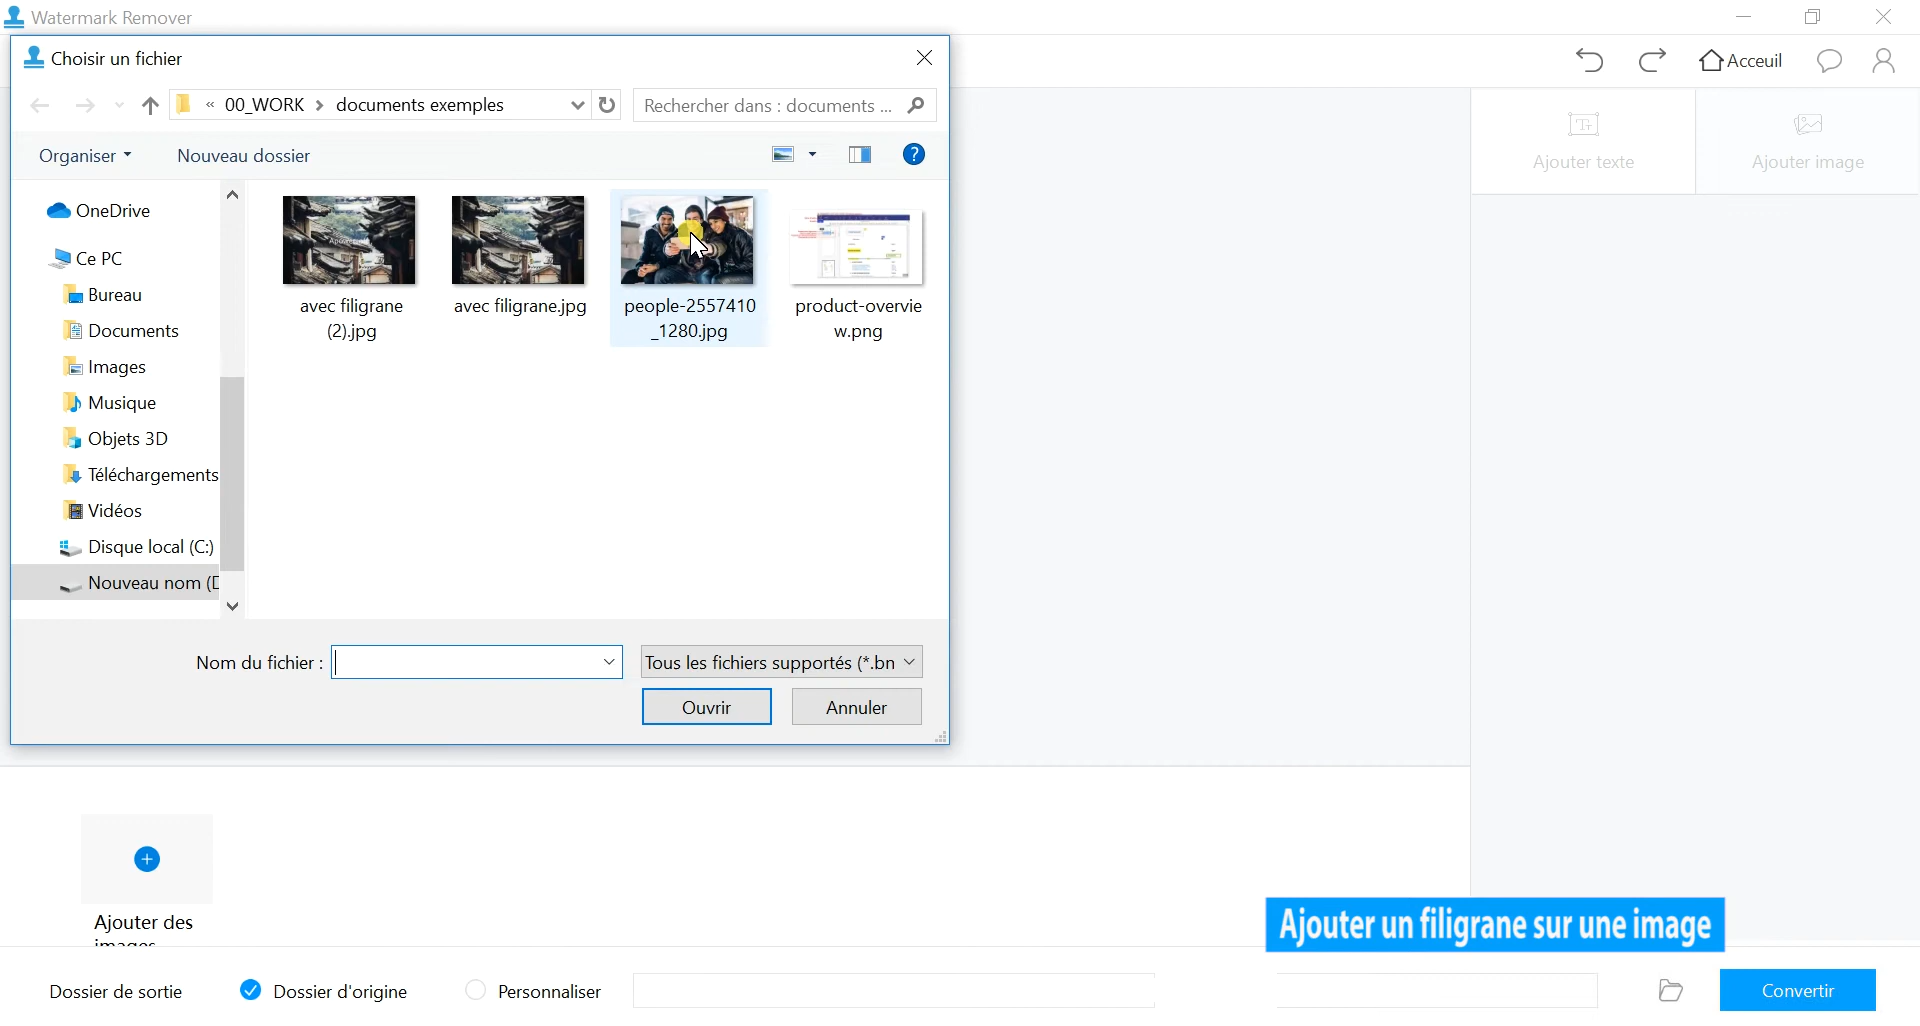 Watermark Remover
Choisir un fichier
Acceuil
« 00_WORK > documents exemples
Rechercher dans : documents ...
Organiser
Nouveau dossier
?
Ajouter texte
Ajouter image
OneDrive
Ce PC
Bureau
Documents
Images
Musique
Objets 3D
Téléchargements
Vidéos
Disque local (C:)
Nouveau nom (D
avec filigrane
(2).jpg
avec filigrane.jpg
people-2557410
_1280.jpg
product-overvie
w.png
Nom du fichier :
Tous les fichiers supportés (*.bn
Ouvrir
Annuler
Ajouter des
images
Ajouter un filigrane sur une image
Dossier de sortie
Dossier d'origine
Personnaliser
Convertir